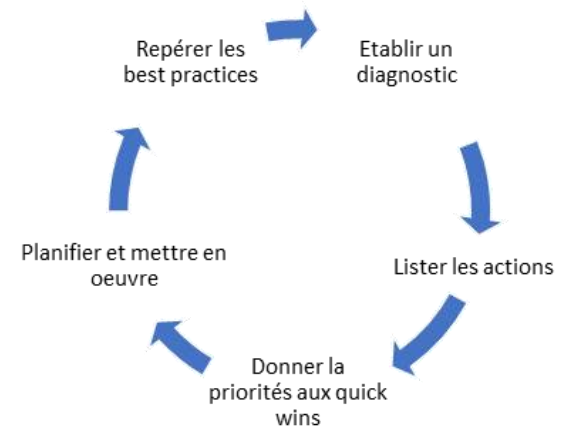 Repérer les
best practices
Etablir un
diagnostic
Lister les actions
Donner la
priorités aux quick
wins
Planifier et mettre en
oeuvre